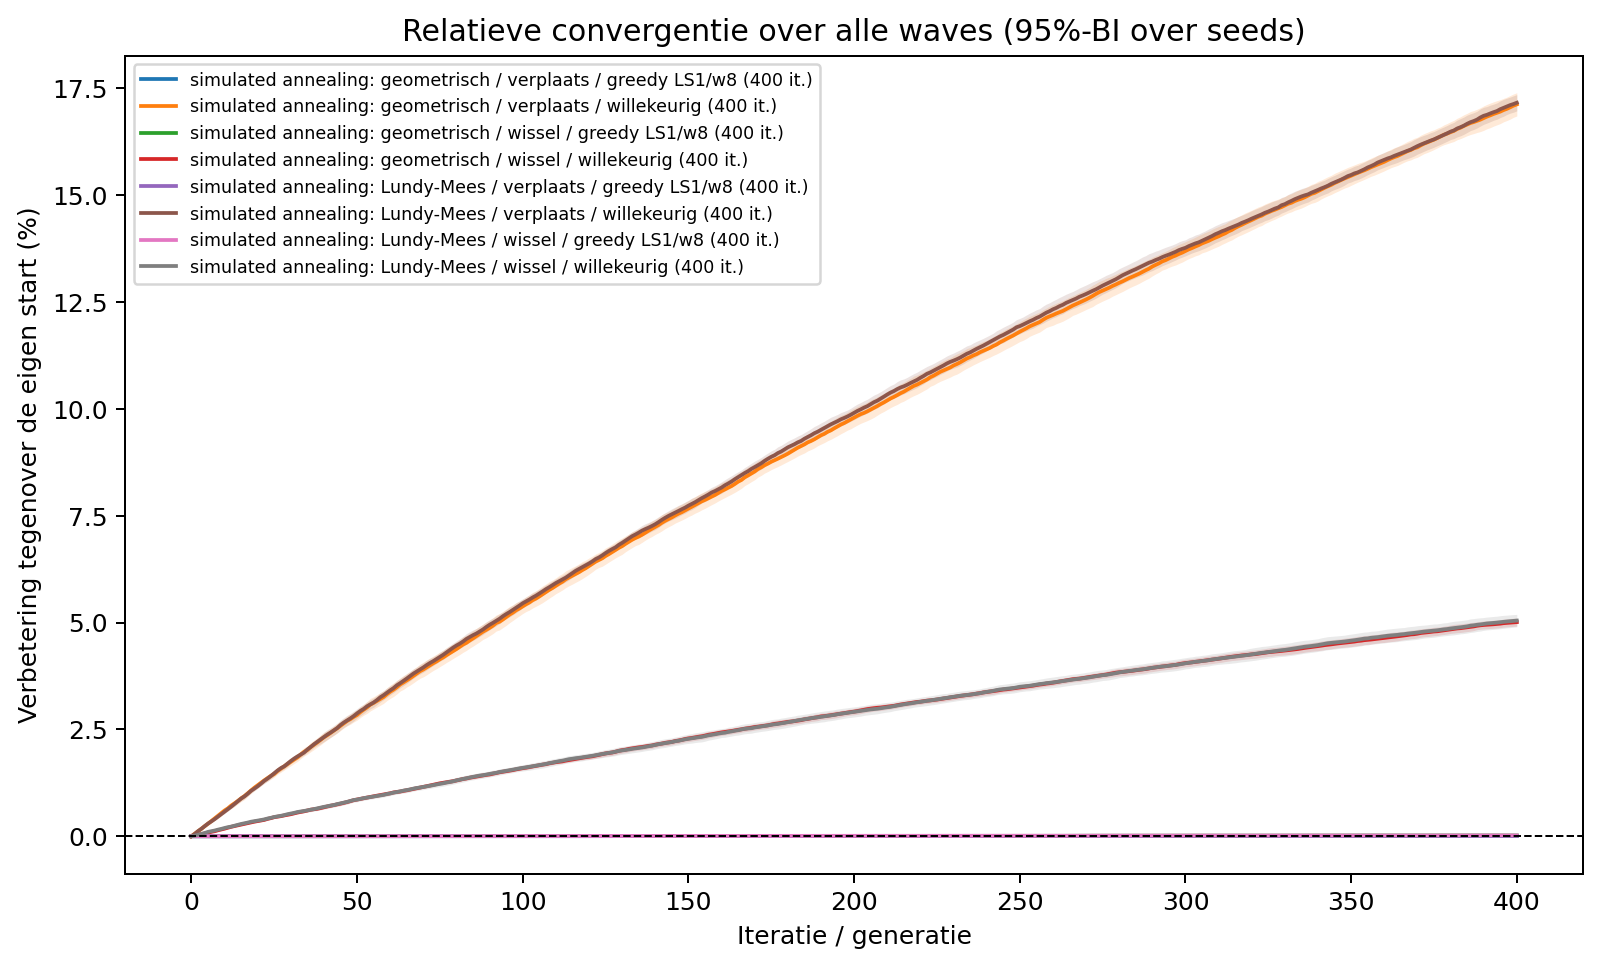 Relatieve convergentie over alle waves (95%-BI over seeds)
simulated annealing: geometrisch / verplaats / greedy LS1/w8 (400 it.)
simulated annealing: geometrisch / verplaats / willekeurig (400 it.)
simulated annealing: geometrisch / wissel / greedy LS1/w8 (400 it.)
simulated annealing: geometrisch / wissel / willekeurig (400 it.)
simulated annealing: Lundy-Mees / verplaats / greedy LS1/w8 (400 it.)
simulated annealing: Lundy-Mees / verplaats / willekeurig (400 it.)
simulated annealing: Lundy-Mees / wissel / greedy LS1/w8 (400 it.)
simulated annealing: Lundy-Mees / wissel / willekeurig (400 it.)
Verbetering tegenover de eigen start (%)
17.5
15.0
12.5
10.0
7.5
5.0
2.5
0.0
0 50 100 150 200 250 300 350 400
Iteratie / generatie